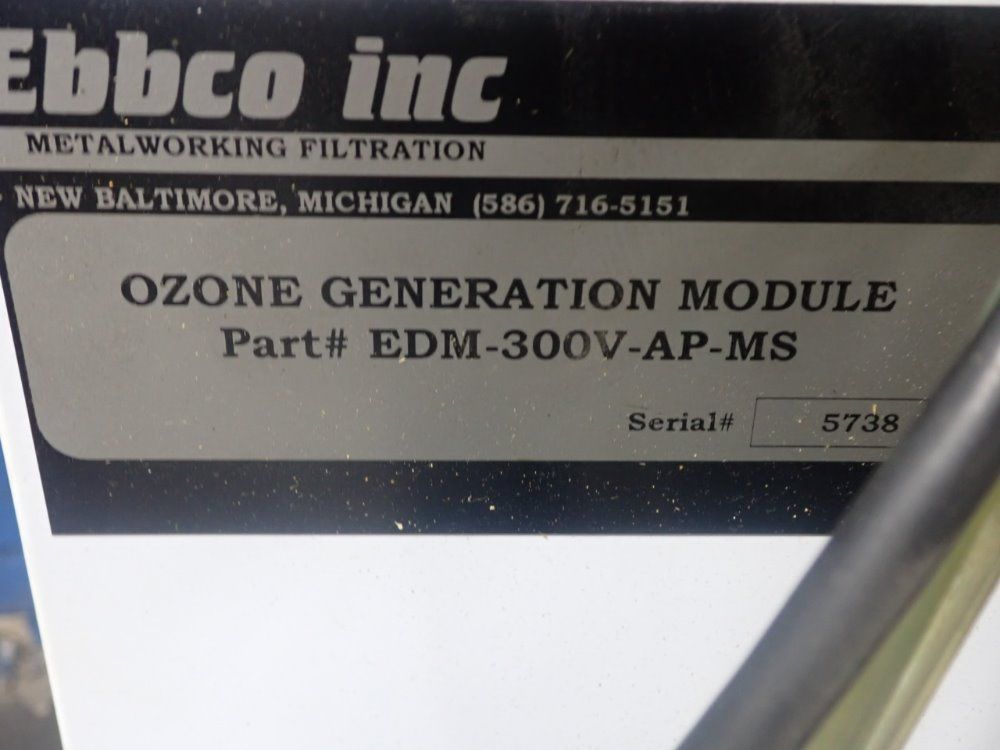 Ebbco inc
METALWORKING FILTRATION
NEW BALTIMORE, MICHIGAN (586) 716-5151
OZONE GENERATION MODULE
Part# EDM-300V-AP-MS
Serial# 5738